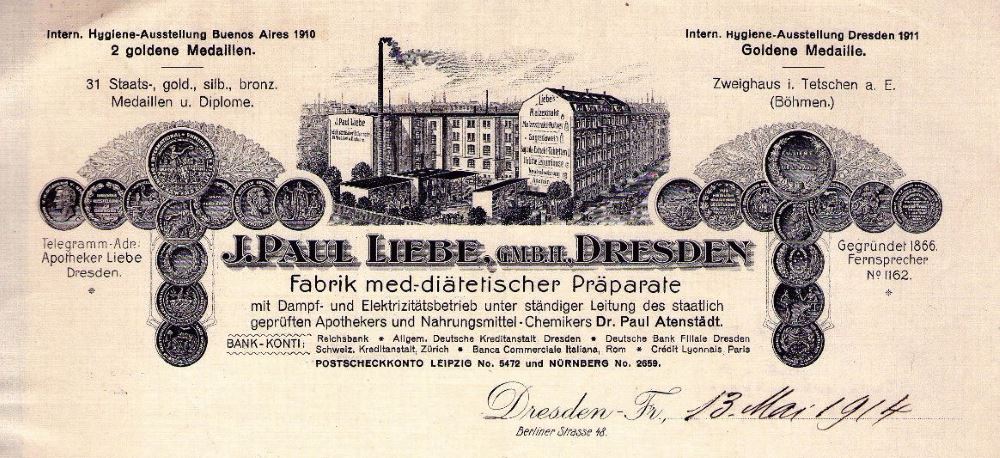 Intern. Hygiene-Ausstellung Buenos Aires 1910
2 goldene Medaillen.
31 Staats-, gold., silb., bronz.
Medaillen u. Diplome.
Intern. Hygiene-Ausstellung Dresden 1911
Goldene Medaille.
Zweighaus i. Tetschen a. E.
(Böhmen.)
J. Paul Liebe
Liebe's
Malzextrakt
Telegramm-Adr:
Apotheker Liebe
Dresden.
Gegründet 1866.
Fernsprecher
No 1162.
J. PAUL LIEBE, G.M.B.H., DRESDEN
Fabrik med.-diätetischer Präparate
mit Dampf- und Elektrizitätsbetrieb unter ständiger Leitung des staatlich
geprüften Apothekers und Nahrungsmittel-Chemikers Dr. Paul Atenstädt.
BANK-KONTI: Reichsbank * Allgem. Deutsche Kreditanstalt Dresden * Deutsche Bank Filiale Dresden
Schweiz. Kreditanstalt, Zürich * Banca Commerciale Italiana, Rom * Crédit Lyonnais, Paris
POSTSCHECKKONTO LEIPZIG No. 5472 und NÜRNBERG No. 2659.
Dresden-Fr., 13. Mai 1914
Berliner Strasse 48.